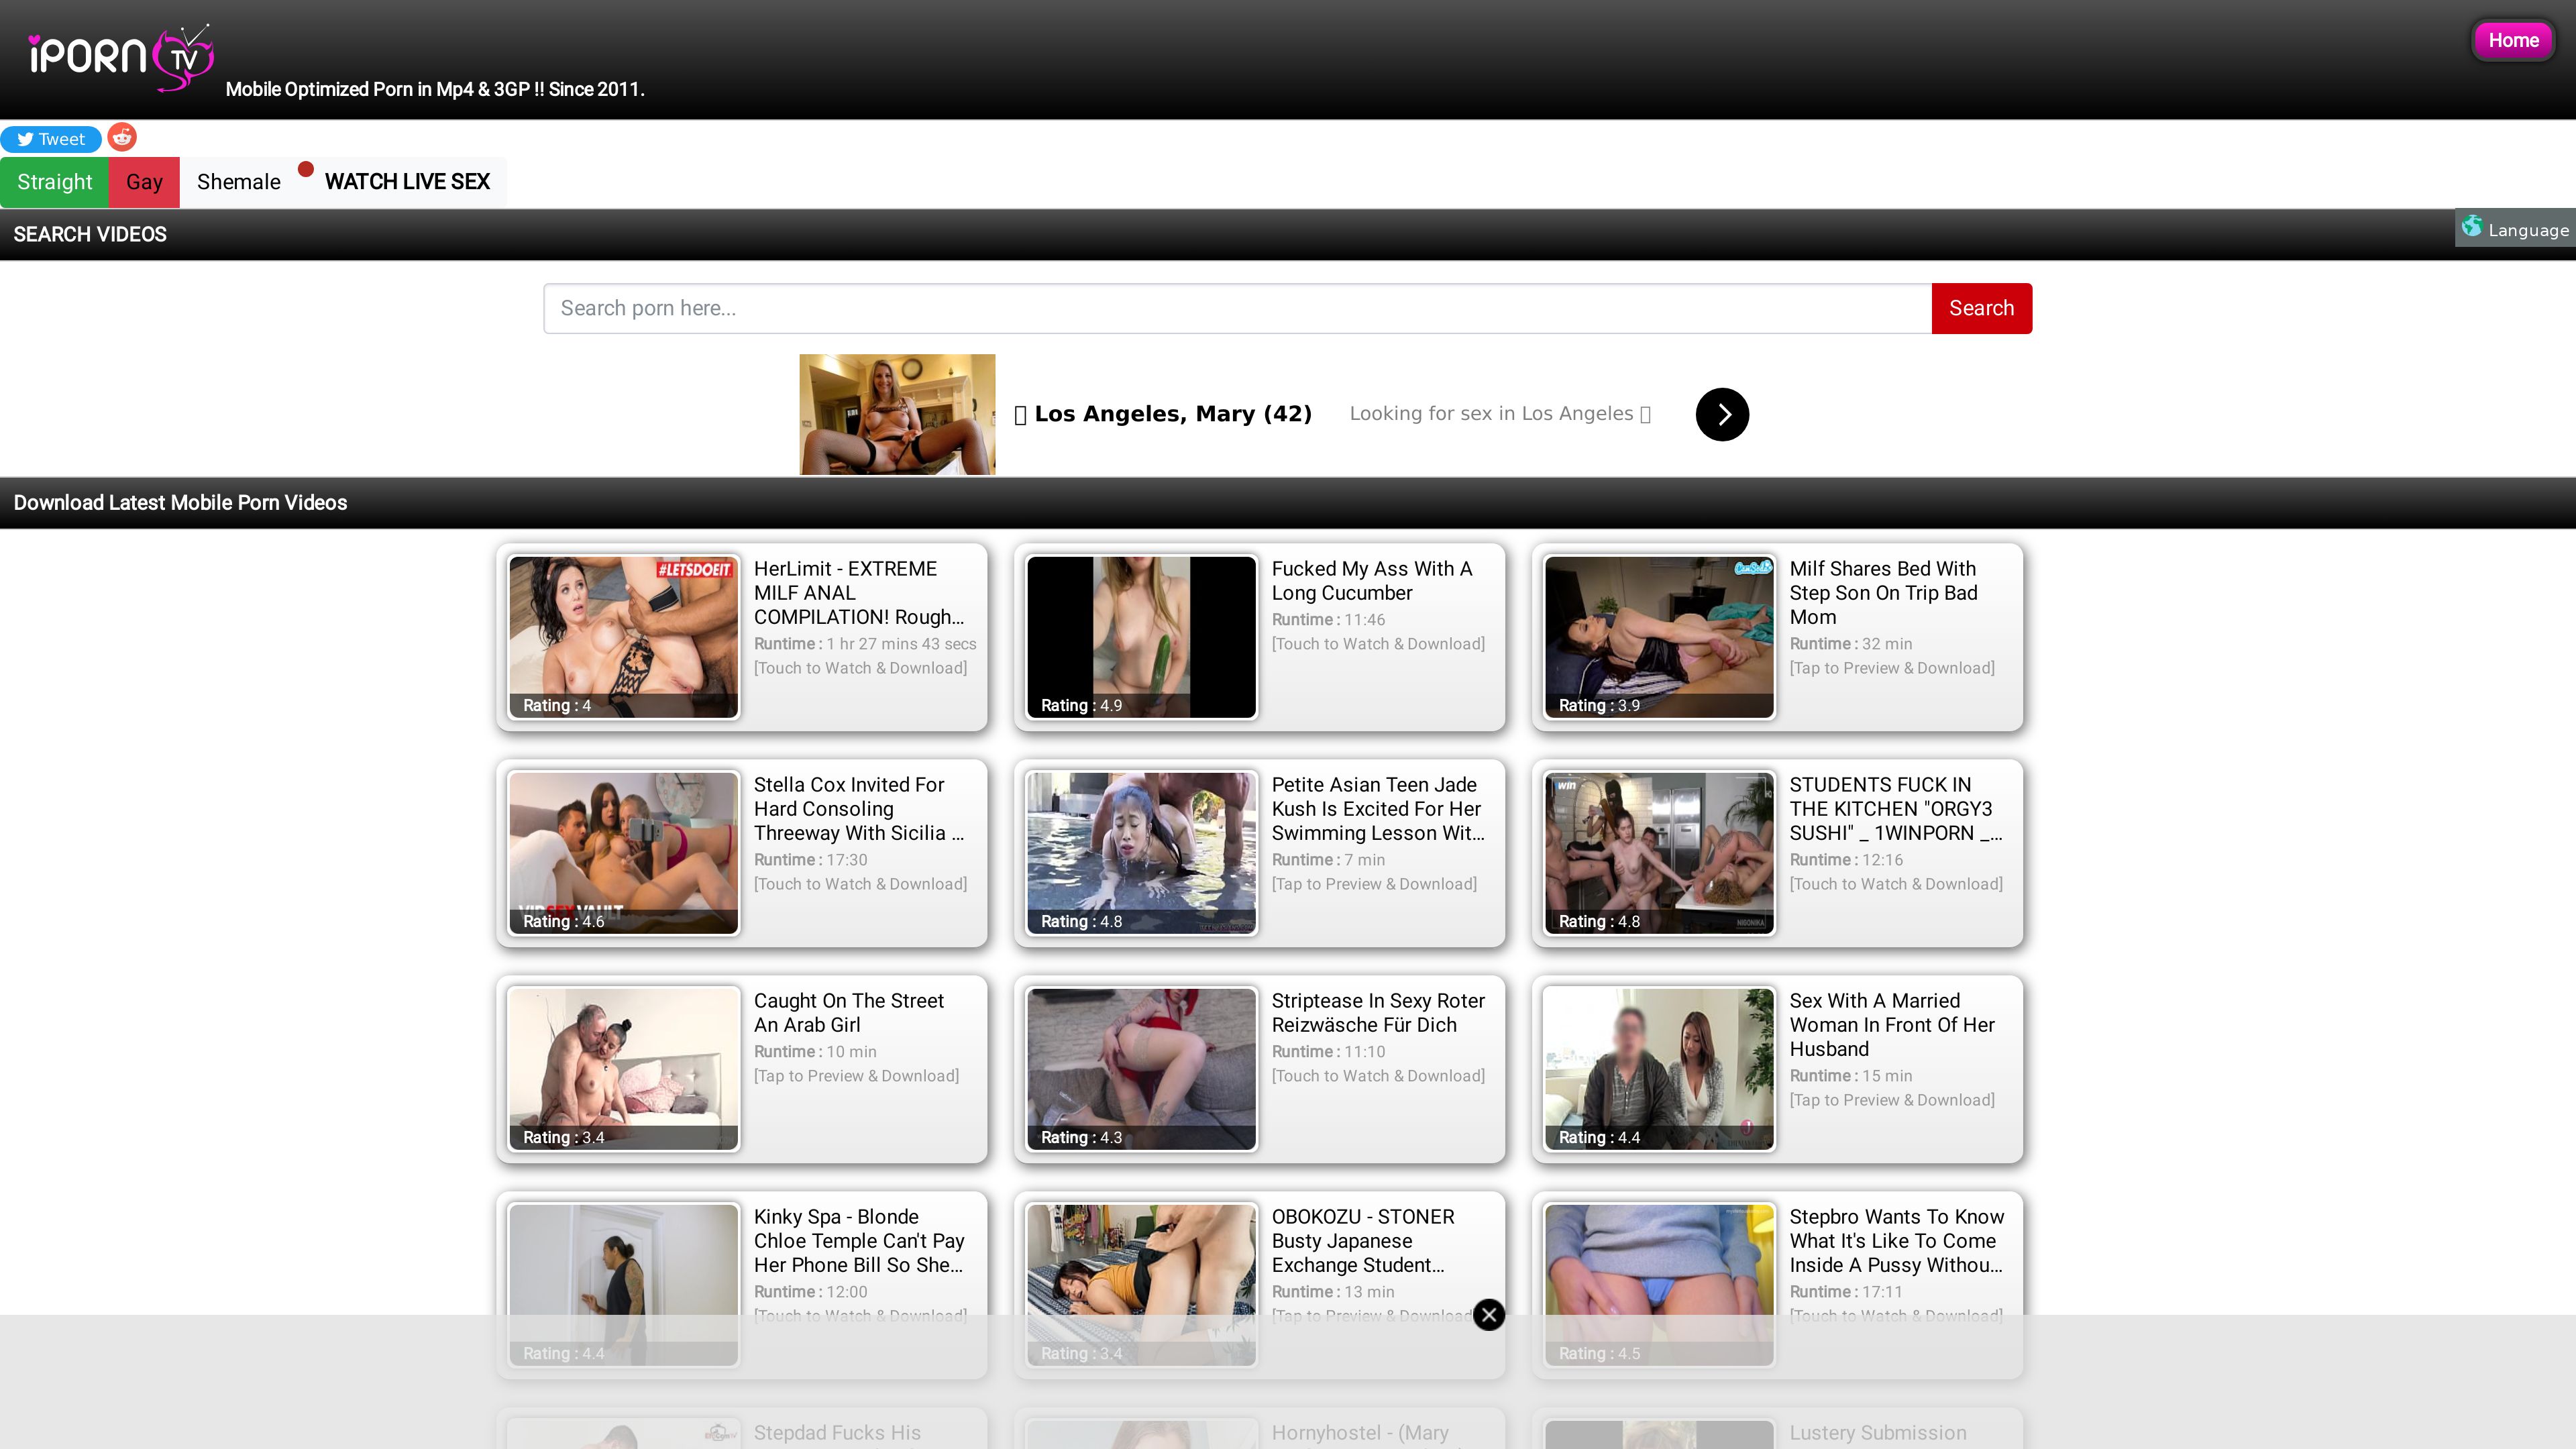 iPORN TV
Mobile Optimized Porn in Mp4 & 3GP !! Since 2011.
Home
Tweet
Straight Gay Shemale WATCH LIVE SEX
SEARCH VIDEOS
Language
Search porn here...
Search
Los Angeles, Mary (42)
Looking for sex in Los Angeles
Download Latest Mobile Porn Videos
#LETSDOEIT
Rating : 4
HerLimit - EXTREME
MILF ANAL
COMPILATION! Rough...
Runtime : 1 hr 27 mins 43 secs
[Touch to Watch & Download]
Rating : 4.9
Fucked My Ass With A
Long Cucumber
Runtime : 11:46
[Touch to Watch & Download]
CamSoda
Rating : 3.9
Milf Shares Bed With
Step Son On Trip Bad
Mom
Runtime : 32 min
[Tap to Preview & Download]
VIPSEXVAULT
Rating : 4.6
Stella Cox Invited For
Hard Consoling
Threeway With Sicilia ...
Runtime : 17:30
[Touch to Watch & Download]
Rating : 4.8
Petite Asian Teen Jade
Kush Is Excited For Her
Swimming Lesson Wit...
Runtime : 7 min
[Tap to Preview & Download]
1win
NIGONIKA
Rating : 4.8
STUDENTS FUCK IN
THE KITCHEN "ORGY3
SUSHI" _ 1WINPORN _...
Runtime : 12:16
[Touch to Watch & Download]
Rating : 3.4
Caught On The Street
An Arab Girl
Runtime : 10 min
[Tap to Preview & Download]
Rating : 4.3
Striptease In Sexy Roter
Reizwäsche Für Dich
Runtime : 11:10
[Touch to Watch & Download]
Rating : 4.4
Sex With A Married
Woman In Front Of Her
Husband
Runtime : 15 min
[Tap to Preview & Download]
Rating : 4.4
Kinky Spa - Blonde
Chloe Temple Can't Pay
Her Phone Bill So She...
Runtime : 12:00
[Touch to Watch & Download]
Rating : 3.4
OBOKOZU - STONER
Busty Japanese
Exchange Student...
Runtime : 13 min
[Tap to Preview & Download
Rating : 4.5
Stepbro Wants To Know
What It's Like To Come
Inside A Pussy Withou...
Runtime : 17:11
[Touch to Watch & Download]
Stepdad Fucks His
Hornyhostel - (Mary
Lustery Submission